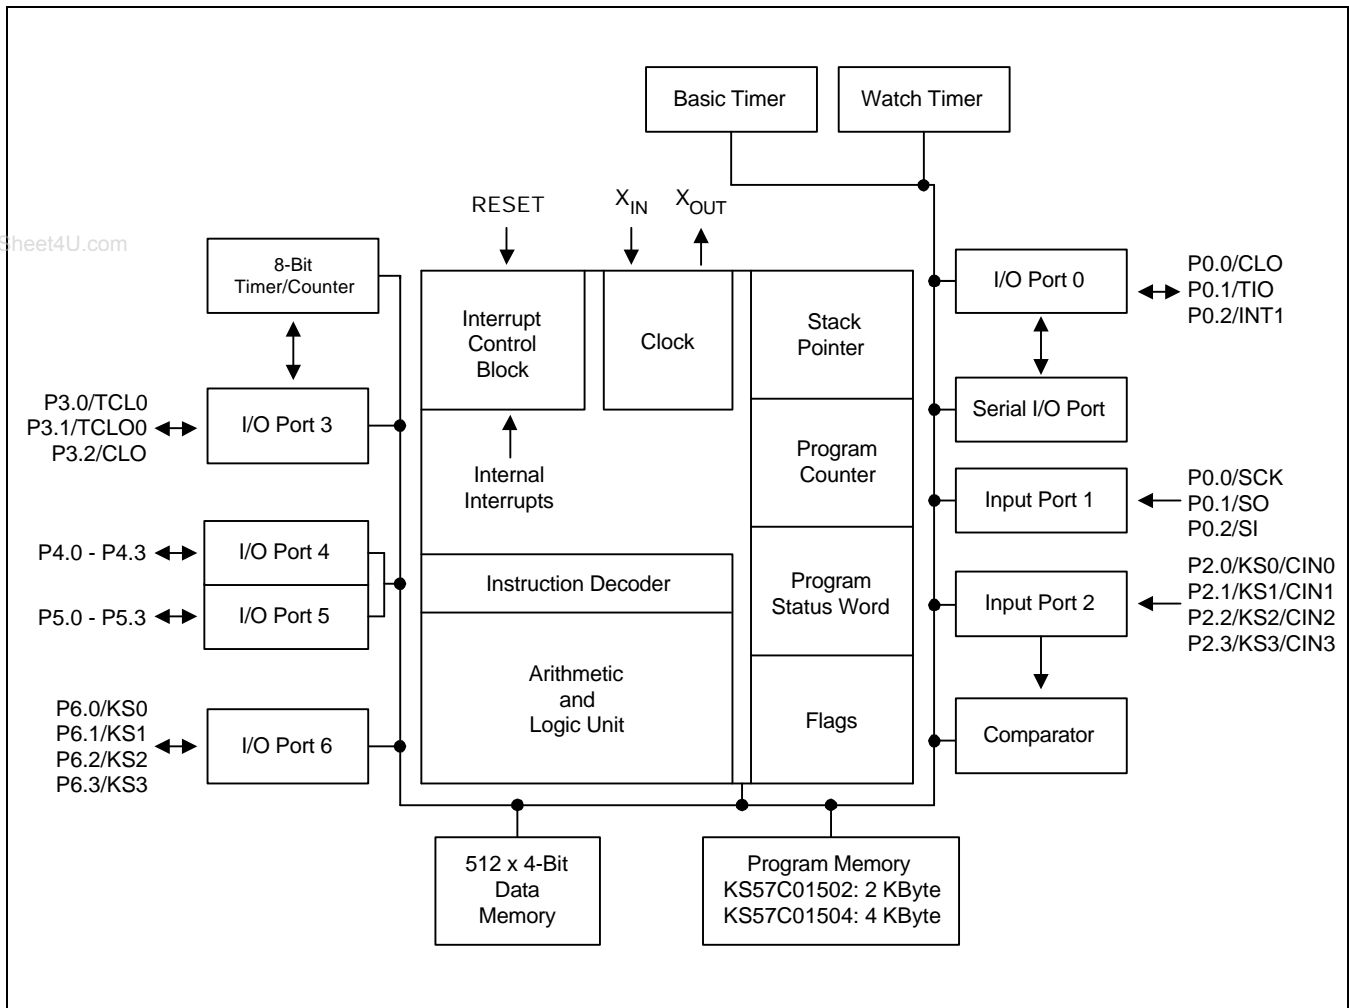 Basic Timer
Watch Timer
RESET
XIN
XOUT
Sheet4U.com
8-Bit
Timer/Counter
I/O Port 0
P0.0/CLO
P0.1/TIO
P0.2/INT1
Interrupt
Control
Block
Clock
Stack
Pointer
P3.0/TCL0
P3.1/TCLO0
P3.2/CLO
I/O Port 3
Serial I/O Port
Internal
Interrupts
Program
Counter
Input Port 1
P0.0/SCK
P0.1/SO
P0.2/SI
P4.0 - P4.3
I/O Port 4
P5.0 - P5.3
I/O Port 5
Instruction Decoder
Program
Status Word
Input Port 2
P2.0/KS0/CIN0
P2.1/KS1/CIN1
P2.2/KS2/CIN2
P2.3/KS3/CIN3
Arithmetic
and
Logic Unit
Flags
Comparator
P6.0/KS0
P6.1/KS1
P6.2/KS2
P6.3/KS3
I/O Port 6
512 x 4-Bit
Data
Memory
Program Memory
KS57C01502: 2 KByte
KS57C01504: 4 KByte